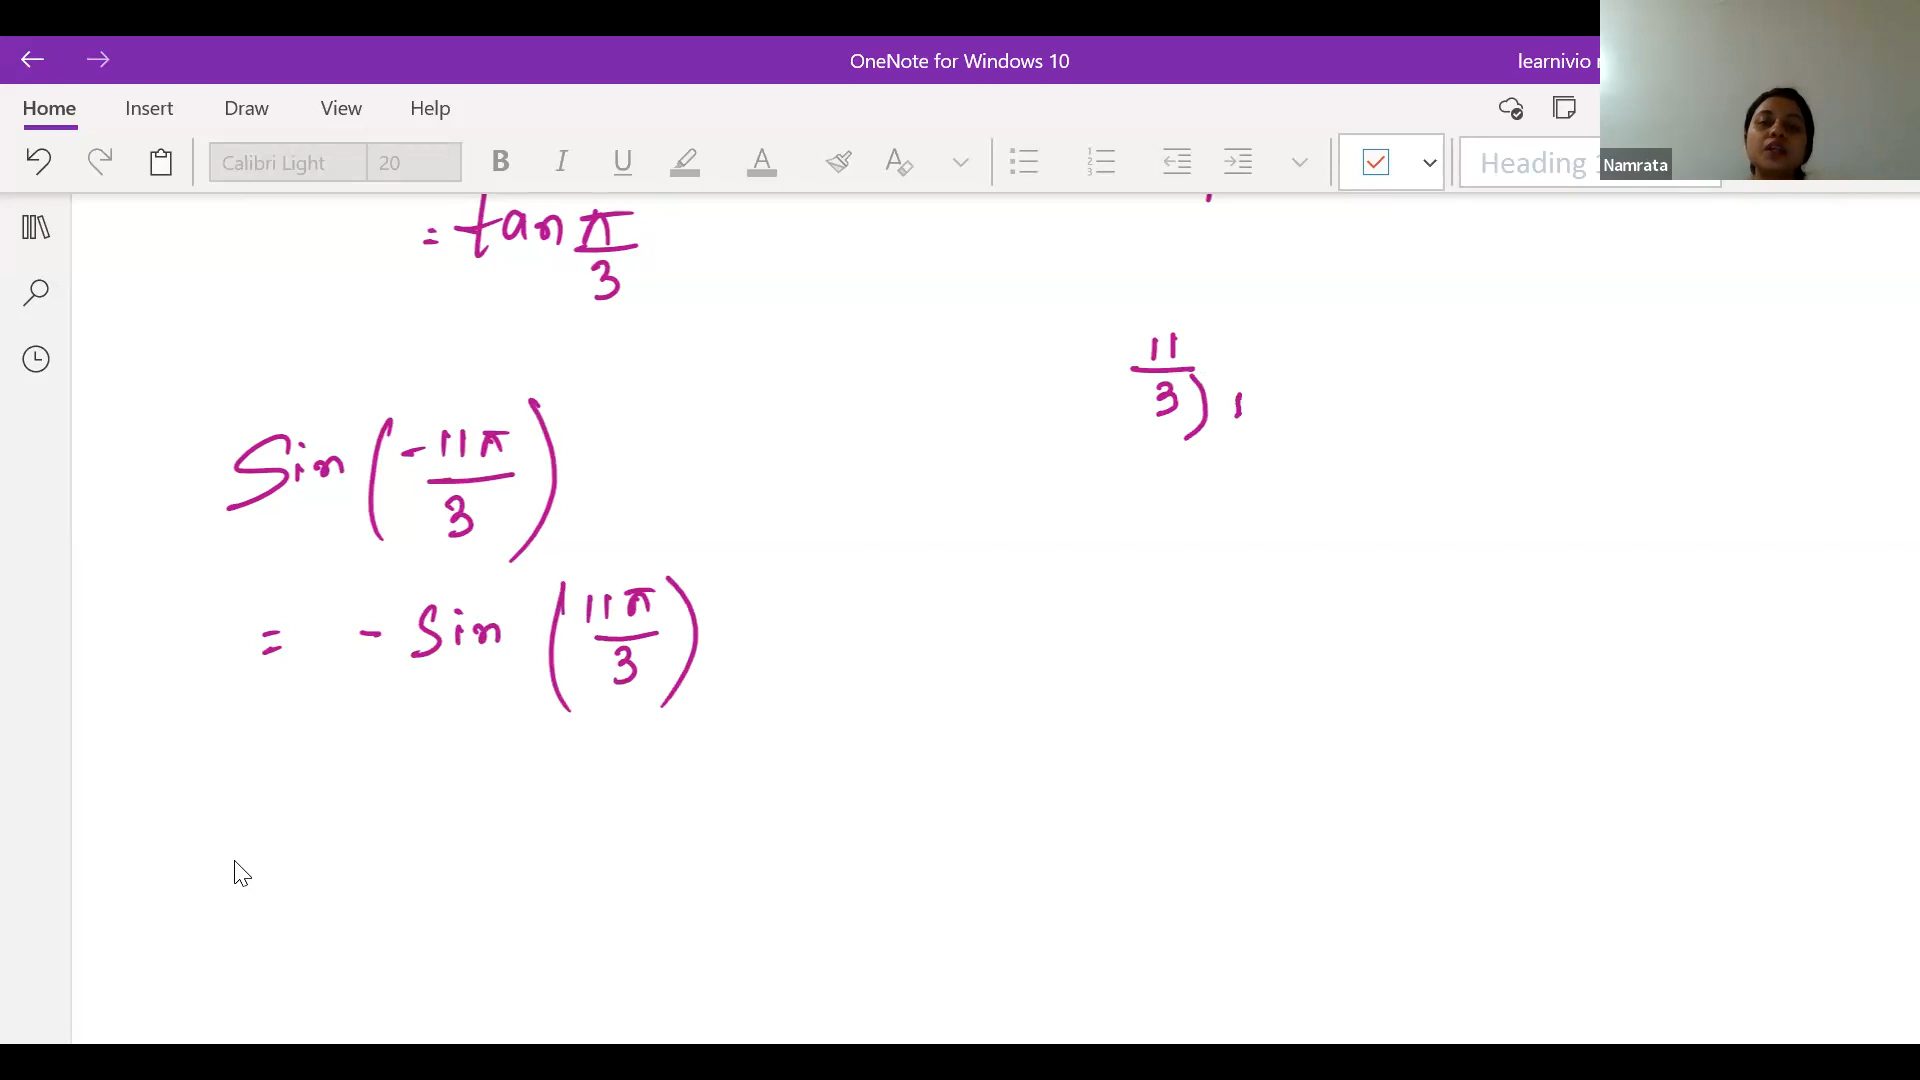 OneNote for Windows 10
learnivio
Home Insert Draw View Help
Calibri Light 20 B I U A A Heading
Namrata
= tan π/3
11/3)
Sin (-11π/3)
= - Sin (11π/3)